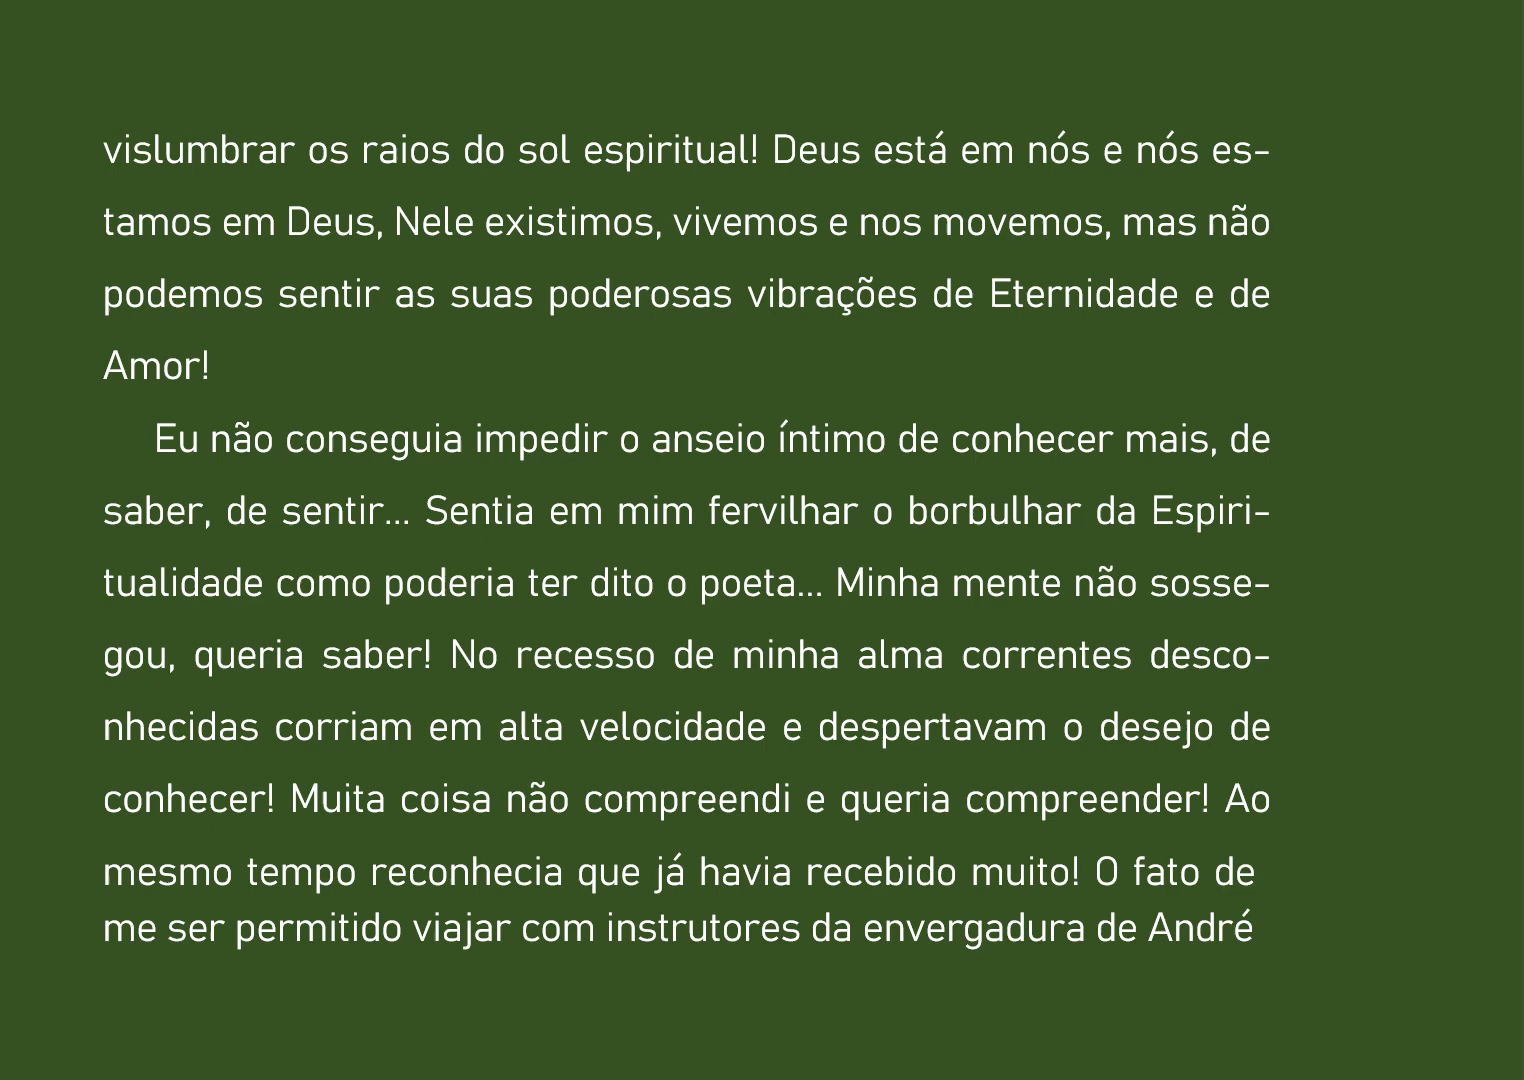 vislumbrar os raios do sol espiritual! Deus está em nós e nós es-
tamos em Deus, Nele existimos, vivemos e nos movemos, mas não
podemos sentir as suas poderosas vibrações de Eternidade e de
Amor!
Eu não conseguia impedir o anseio íntimo de conhecer mais, de
saber, de sentir... Sentia em mim fervilhar o borbulhar da Espiri-
tualidade como poderia ter dito o poeta... Minha mente não sosse-
gou, queria saber! No recesso de minha alma correntes desco-
nhecidas corriam em alta velocidade e despertavam o desejo de
conhecer! Muita coisa não compreendi e queria compreender! Ao
mesmo tempo reconhecia que já havia recebido muito! O fato de
me ser permitido viajar com instrutores da envergadura de André